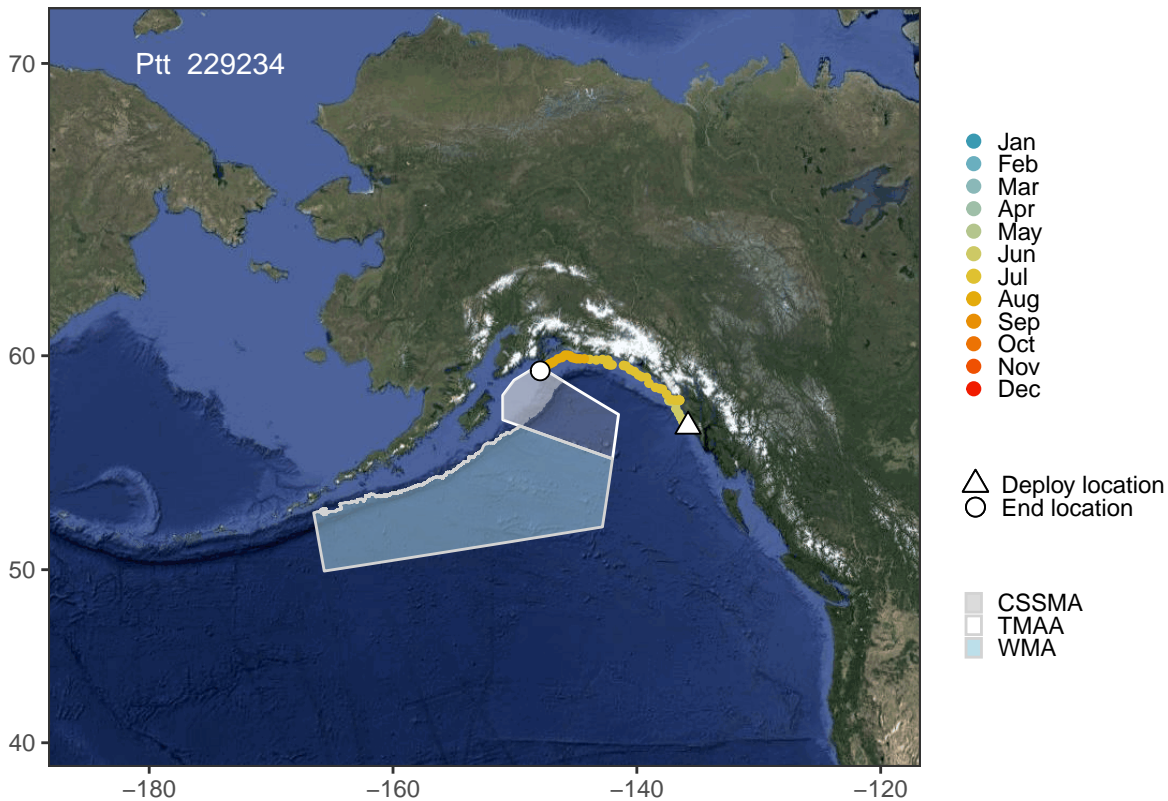 Ptt 229234
70
60
50
40
−180
−160
−140
−120
Jan
Feb
Mar
Apr
May
Jun
Jul
Aug
Sep
Oct
Nov
Dec
Deploy location
End location
CSSMA
TMAA
WMA